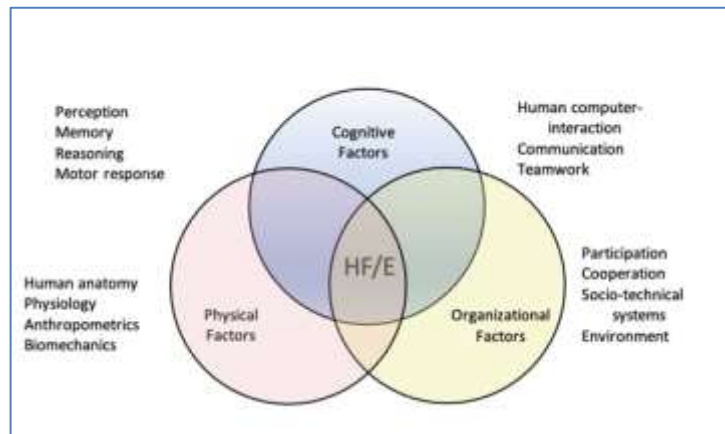 Perception
Memory
Reasoning
Motor response
Cognitive
Factors
Human computer-
interaction
Communication
Teamwork
HF/E
Human anatomy
Physiology
Anthropometrics
Biomechanics
Physical
Factors
Organizational
Factors
Participation
Cooperation
Socio-technical
systems
Environment